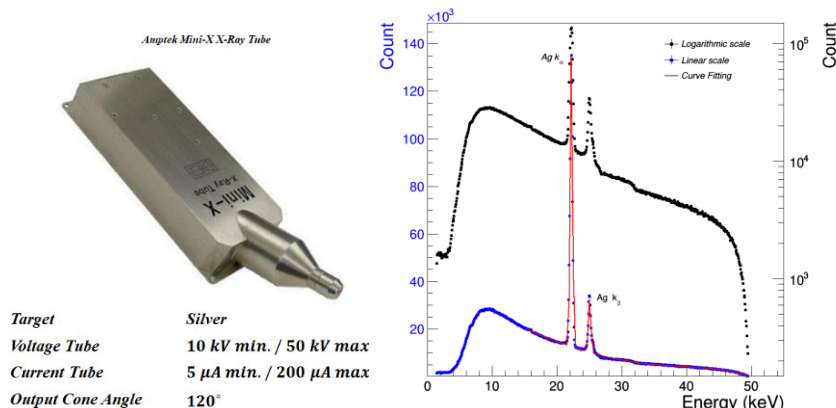 Amptek Mini-X X-Ray Tube
Mini-X
X-Ray Tube
Target Silver
Voltage Tube 10 kV min. / 50 kV max
Current Tube 5 μA min. / 200 μA max
Output Cone Angle 120°
×10³
Count
140
120
100
80
60
40
20
Ag kα
Ag kβ
Logarithmic scale
Linear scale
Curve Fitting
Count
10⁵
10⁴
10³
0 10 20 30 40 50
Energy (keV)